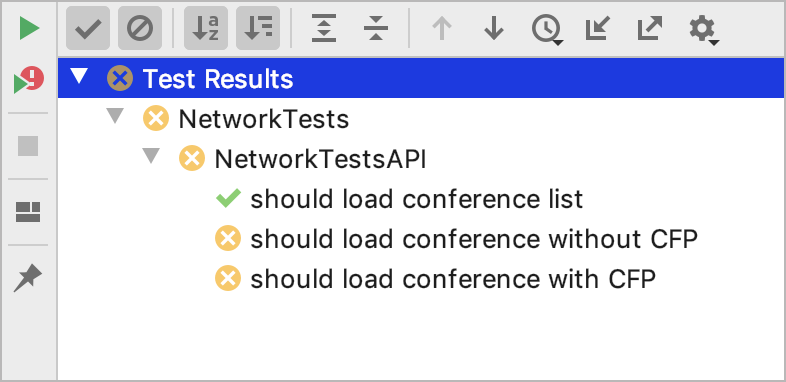 Test Results
NetworkTests
NetworkTestsAPI
should load conference list
should load conference without CFP
should load conference with CFP